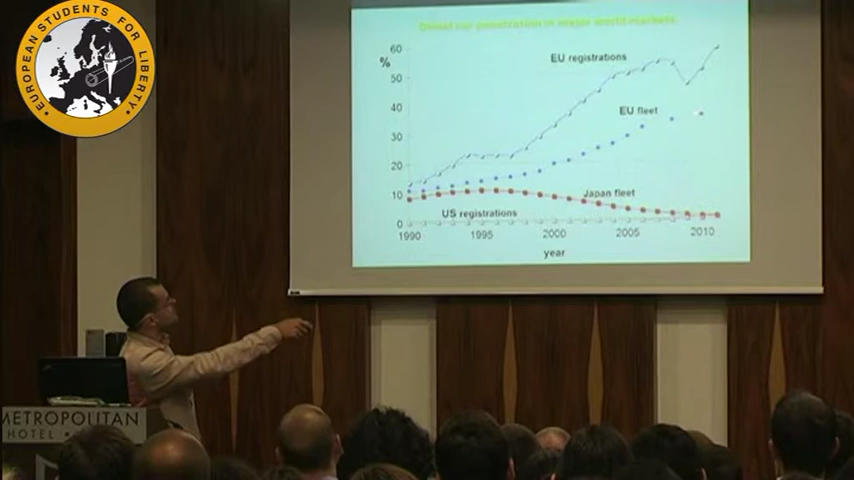 EUROPEAN STUDENTS FOR LIBERTY
Diesel car penetration in major world markets
%
60
50
40
30
20
10
0
EU registrations
EU fleet
Japan fleet
US registrations
1990
1995
2000
2005
2010
year
METROPOLITAN
HOTEL